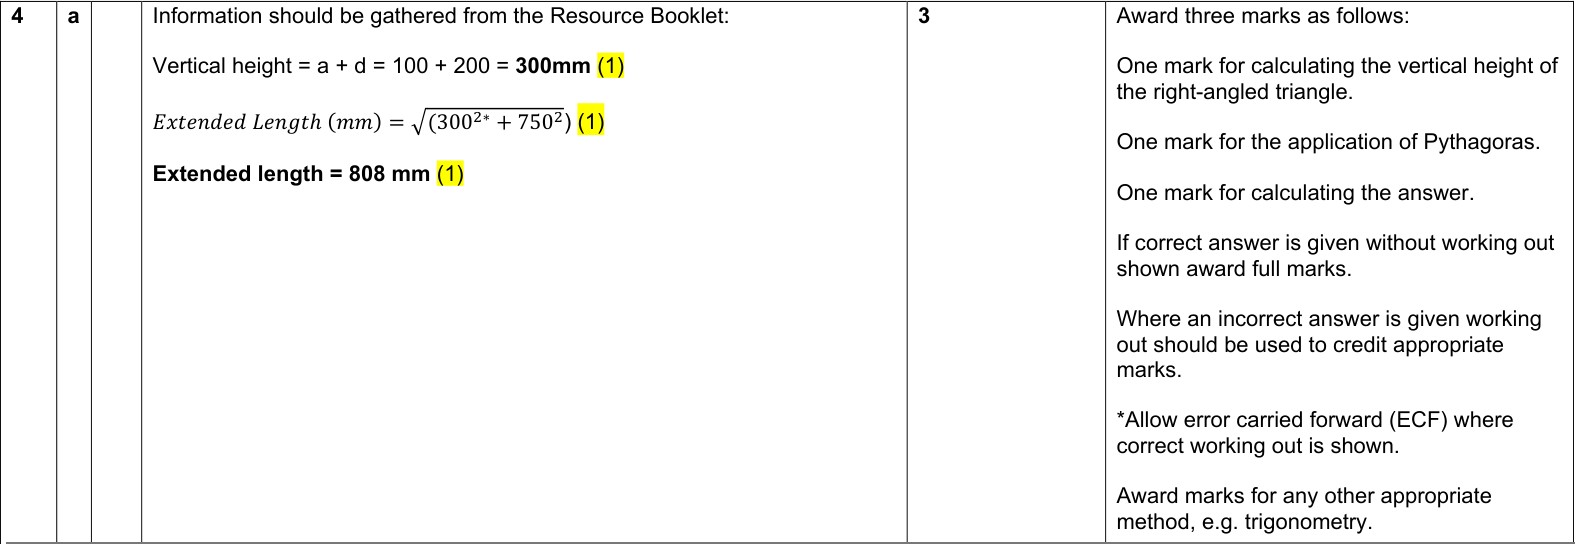 4 a Information should be gathered from the Resource Booklet: 3 Award three marks as follows:
Vertical height = a + d = 100 + 200 = 300mm (1)
One mark for calculating the vertical height of
the right-angled triangle.
Extended Length (mm) = √(300²* + 750²) (1)
One mark for the application of Pythagoras.
Extended length = 808 mm (1)
One mark for calculating the answer.
If correct answer is given without working out
shown award full marks.
Where an incorrect answer is given working
out should be used to credit appropriate
marks.
*Allow error carried forward (ECF) where
correct working out is shown.
Award marks for any other appropriate
method, e.g. trigonometry.